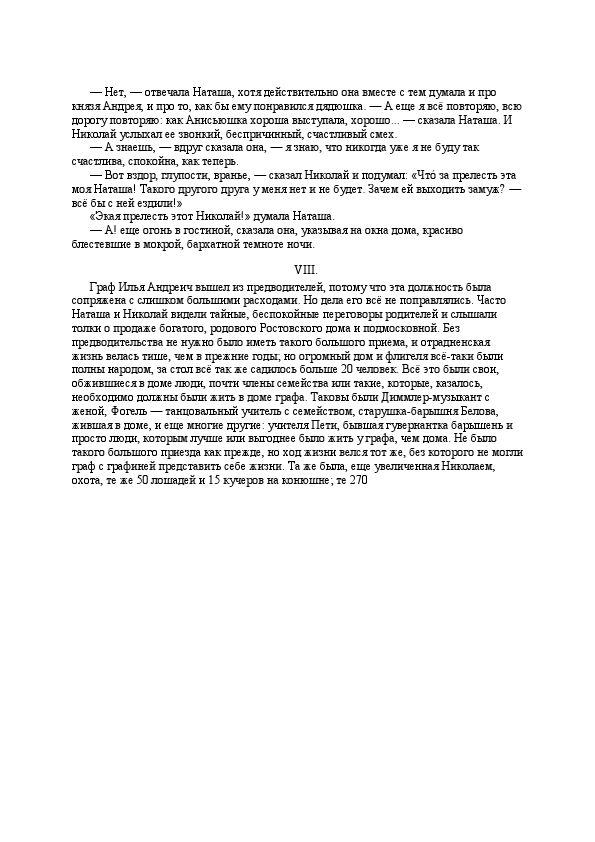 — Нет, — отвечала Наташа, хотя действительно она вместе с тем думала и про
князя Андрея, и про то, как бы ему понравился дядюшка. — А еще я всё повторяю, всю
дорогу повторяю: как Анисьюшка хороша выступала, хорошо... — сказала Наташа. И
Николай услыхал ее звонкий, беспричинный, счастливый смех.
— А знаешь, — вдруг сказала она, — я знаю, что никогда уже я не буду так
счастлива, спокойна, как теперь.
— Вот вздор, глупости, вранье, — сказал Николай и подумал: «Что́ за прелесть эта
моя Наташа! Такого другого друга у меня нет и не будет. Зачем ей выходить замуж? —
всё бы с ней ездили!»
«Экая прелесть этот Николай!» думала Наташа.
— А! еще огонь в гостиной, сказала она, указывая на окна дома, красиво
блестевшие в мокрой, бархатной темноте ночи.
VIII.
Граф Илья Андреич вышел из предводителей, потому что эта должность была
сопряжена с слишком большими расходами. Но дела его всё не поправлялись. Часто
Наташа и Николай видели тайные, беспокойные переговоры родителей и слышали
толки о продаже богатого, родового Ростовского дома и подмосковной. Без
предводительства не нужно было иметь такого большого приема, и отрадненская
жизнь велась тише, чем в прежние годы; но огромный дом и флигеля всё-таки были
полны народом, за стол всё так же садилось больше 20 человек. Всё это были свои,
обжившиеся в доме люди, почти члены семейства или такие, которые, казалось,
необходимо должны были жить в доме графа. Таковы были Диммлер-музыкант с
женой, Фогель — танцовальный учитель с семейством, старушка-барышня Белова,
жившая в доме, и еще многие другие: учителя Пети, бывшая гувернантка барышень и
просто люди, которым лучше или выгоднее было жить у графа, чем дома. Не было
такого большого приезда как прежде, но ход жизни велся тот же, без которого не могли
граф с графиней представить себе жизни. Та же была, еще увеличенная Николаем,
охота, те же 50 лошадей и 15 кучеров на конюшне; те 270